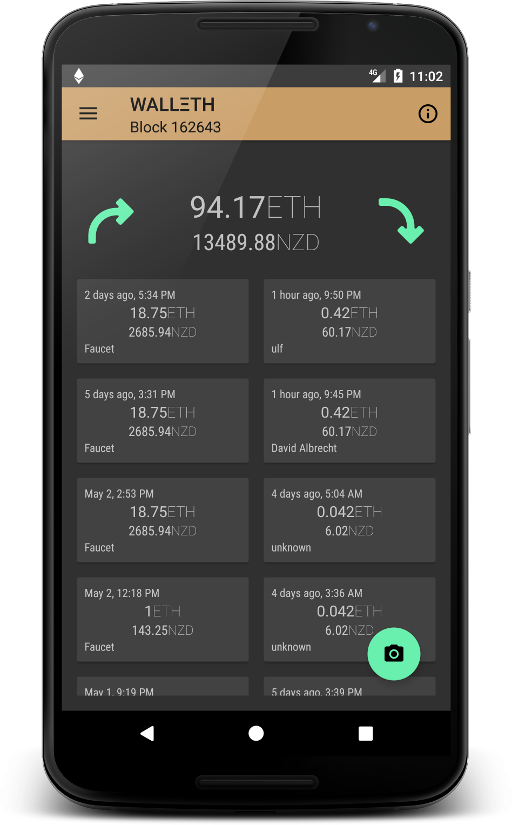 4G 11:02
WALLΞTH
Block 162643
94.17ETH
13489.88NZD
2 days ago, 5:34 PM
18.75ETH
2685.94NZD
Faucet
1 hour ago, 9:50 PM
0.42ETH
60.17NZD
ulf
5 days ago, 3:31 PM
18.75ETH
2685.94NZD
Faucet
1 hour ago, 9:45 PM
0.42ETH
60.17NZD
David Albrecht
May 2, 2:53 PM
18.75ETH
2685.94NZD
Faucet
4 days ago, 5:04 AM
0.042ETH
6.02NZD
unknown
May 2, 12:18 PM
1ETH
143.25NZD
Faucet
4 days ago, 3:36 AM
0.042ETH
6.02NZD
unknown
May 1, 9:19 PM
5 days ago, 3:39 PM